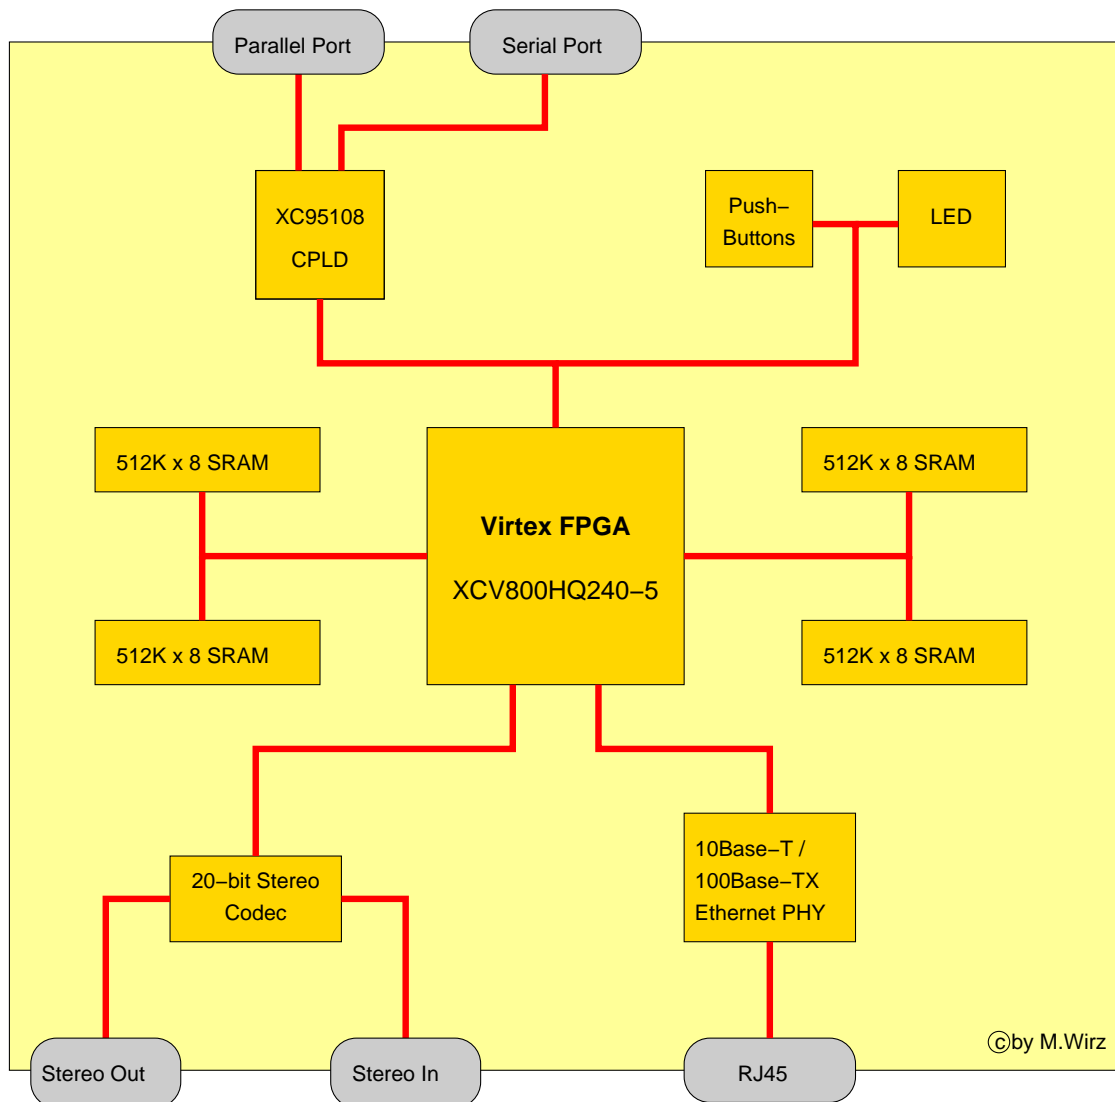 Parallel Port
Serial Port
XC95108
CPLD
Push–
Buttons
LED
512K x 8 SRAM
512K x 8 SRAM
Virtex FPGA
XCV800HQ240–5
512K x 8 SRAM
512K x 8 SRAM
20–bit Stereo
Codec
10Base–T /
100Base–TX
Ethernet PHY
©by M.Wirz
Stereo Out
Stereo In
RJ45